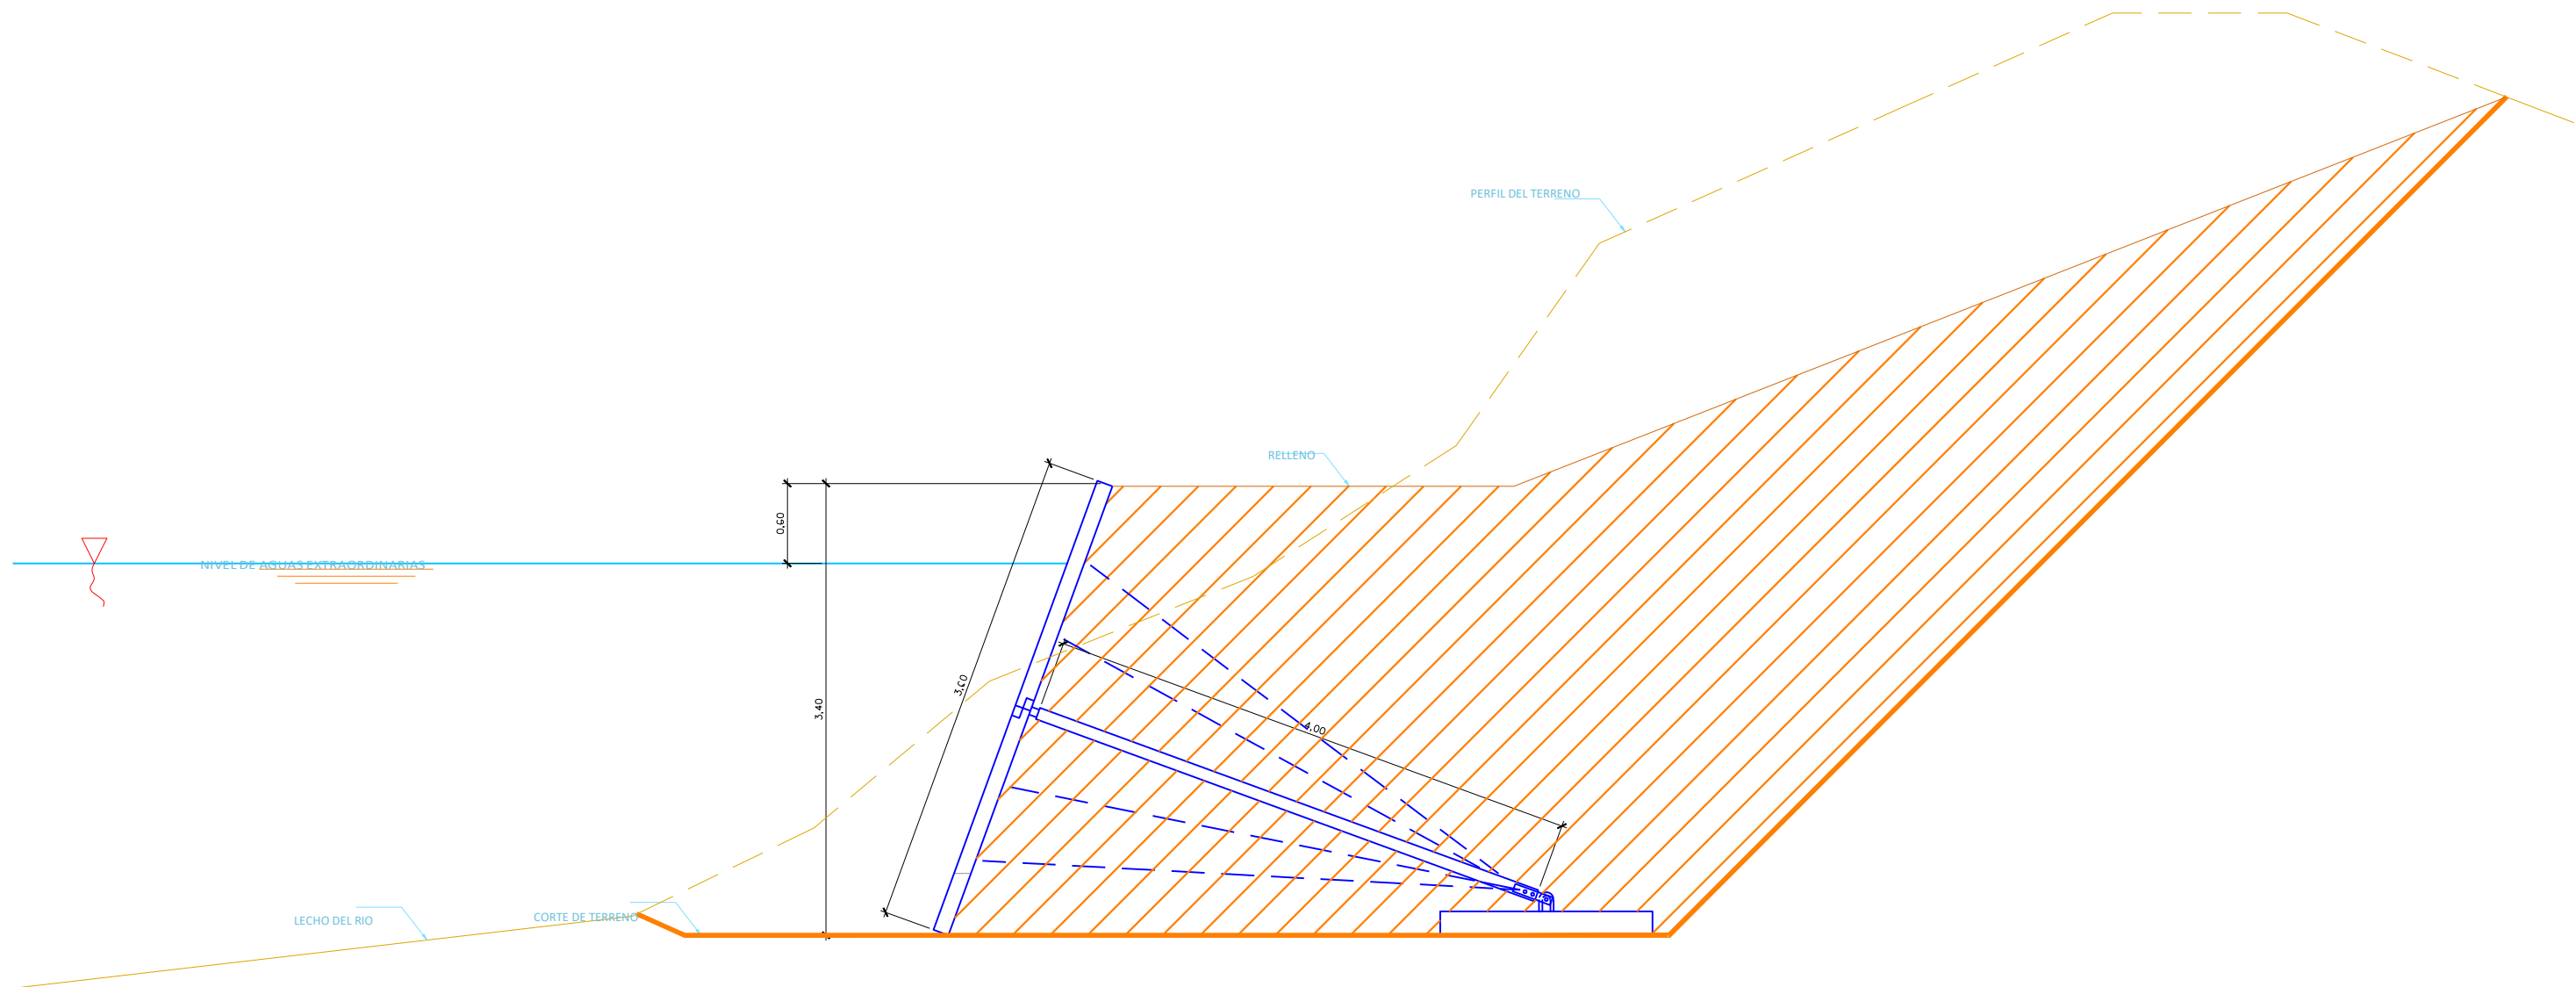 PERFIL DEL TERRENO
RELLENO
0,60
NIVEL DE AGUAS EXTRAORDINARIAS
3,60
3,40
4,00
LECHO DEL RIO
CORTE DE TERRENO